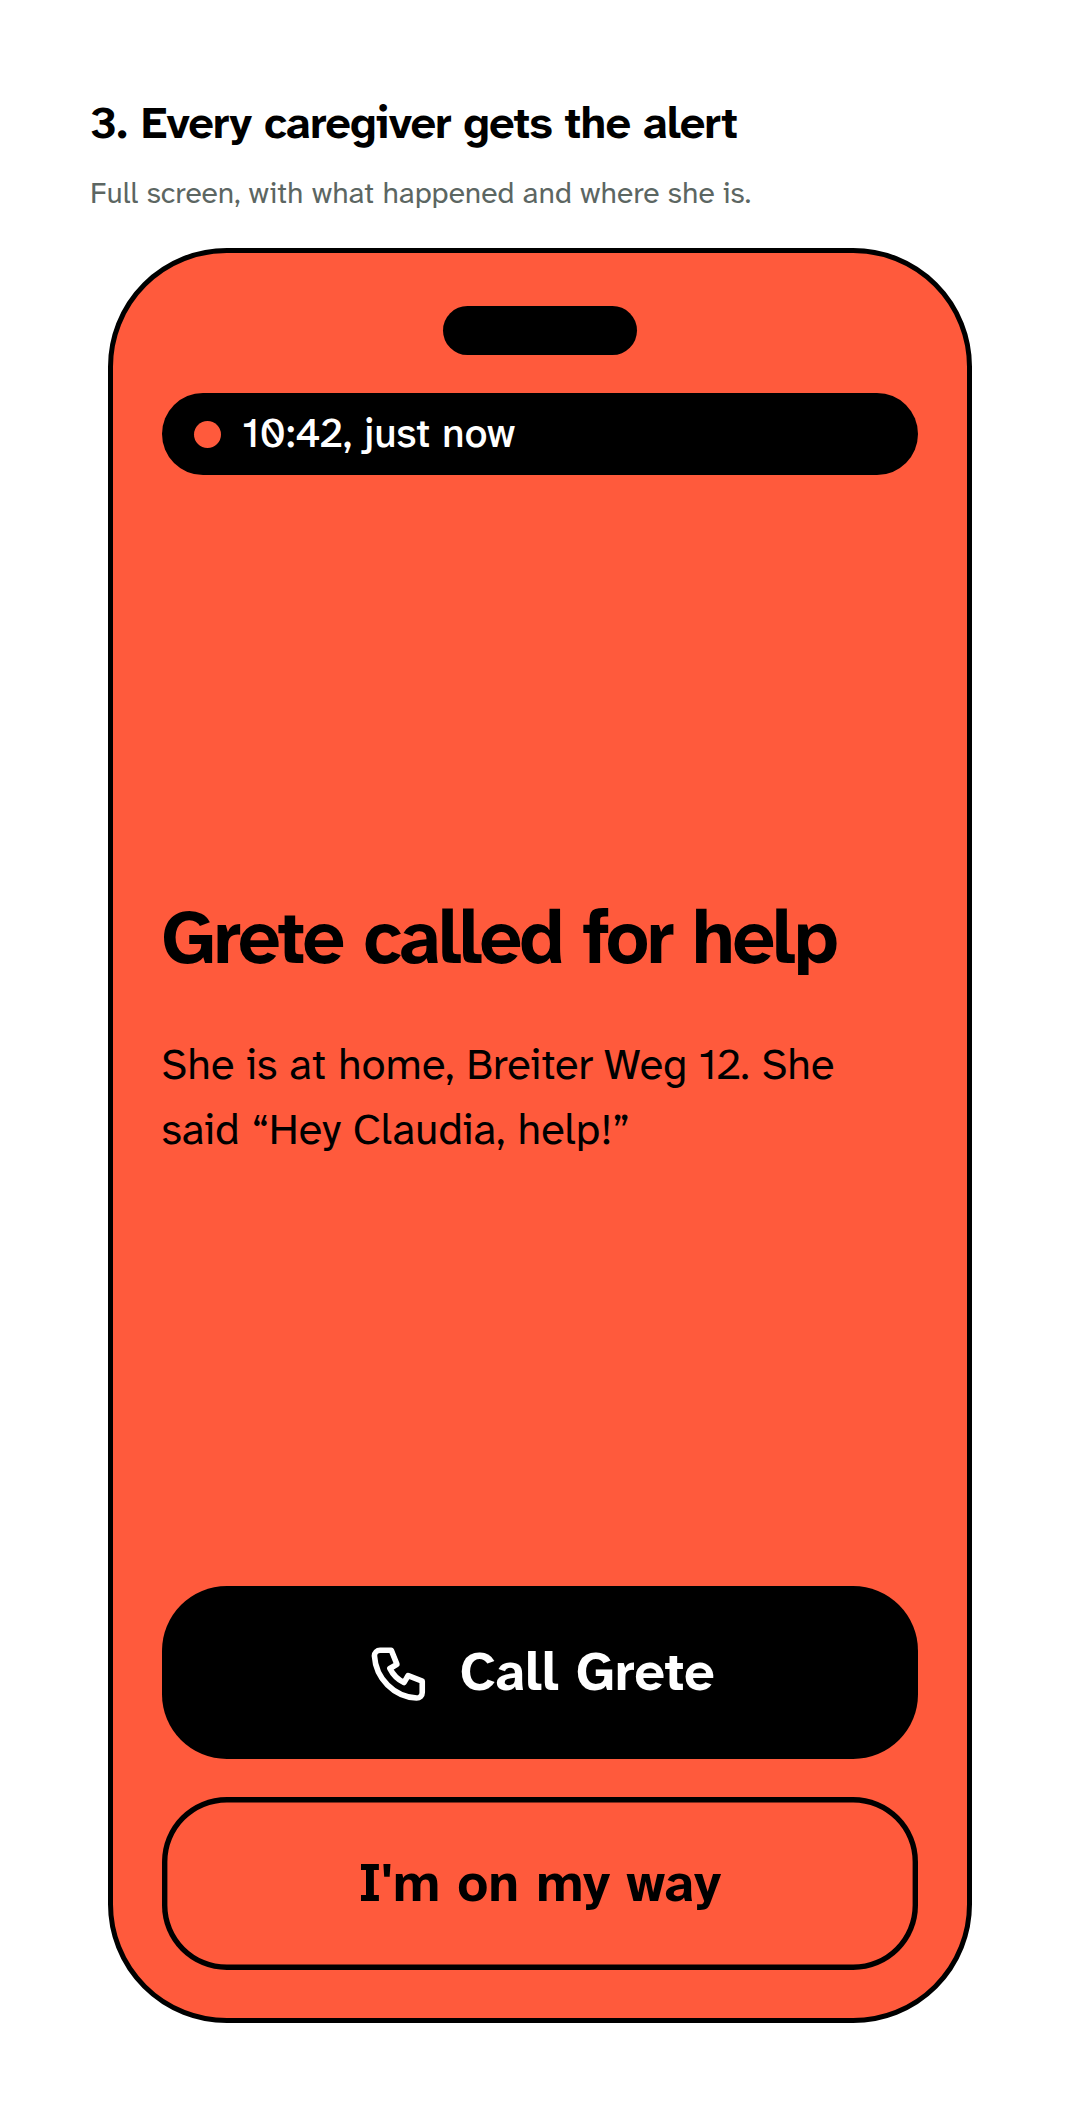 3. Every caregiver gets the alert
Full screen, with what happened and where she is.
10:42, just now
Grete called for help
She is at home, Breiter Weg 12. She
said “Hey Claudia, help!”
Call Grete
I'm on my way